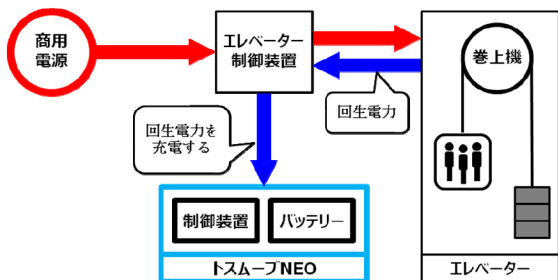 商用
電源
エレベーター
制御装置
巻上機
回生電力
回生電力を
充電する
制御装置
バッテリー
トスムーブNEO
エレベーター